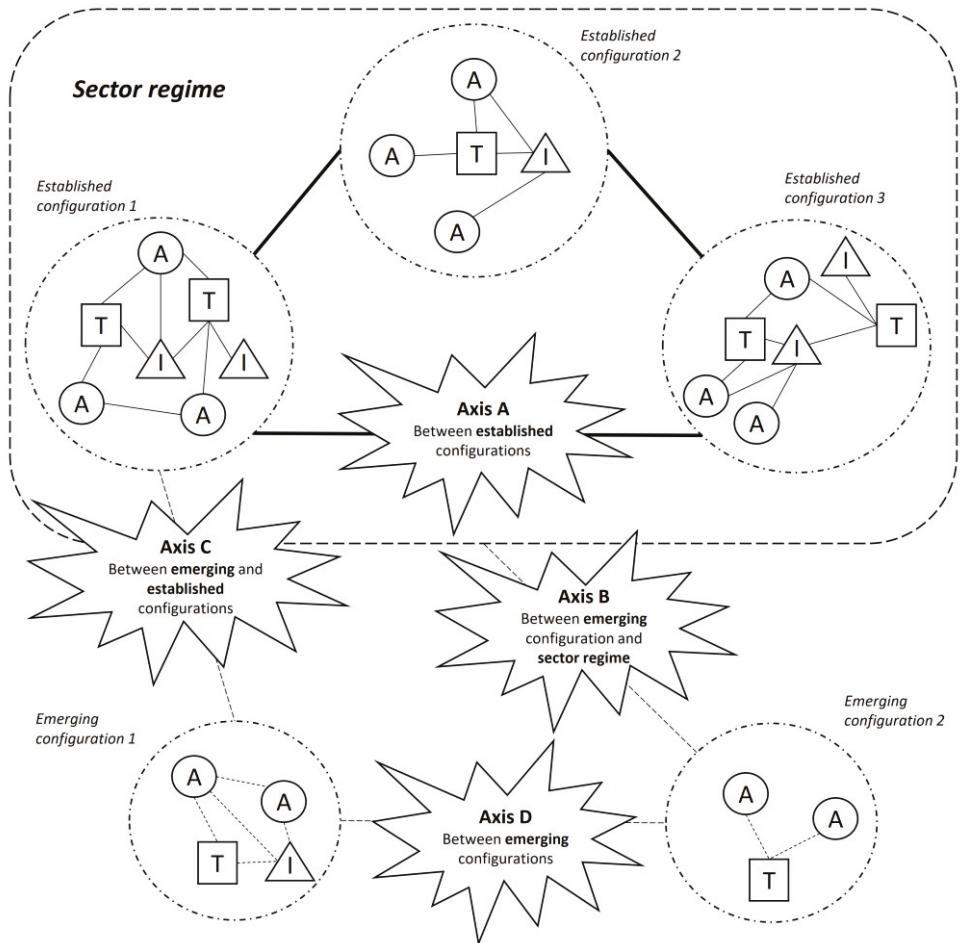 Sector regime
Established
configuration 2
A
A
T
I
A
Established
configuration 1
A
T
T
I
I
A
A
Established
configuration 3
I
A
T
T
I
A
A
Axis A
Between established
configurations
Axis C
Between emerging and
established
configurations
Axis B
Between emerging
configuration and
sector regime
Emerging
configuration 1
A
A
T
I
Axis D
Between emerging
configurations
Emerging
configuration 2
A
A
T